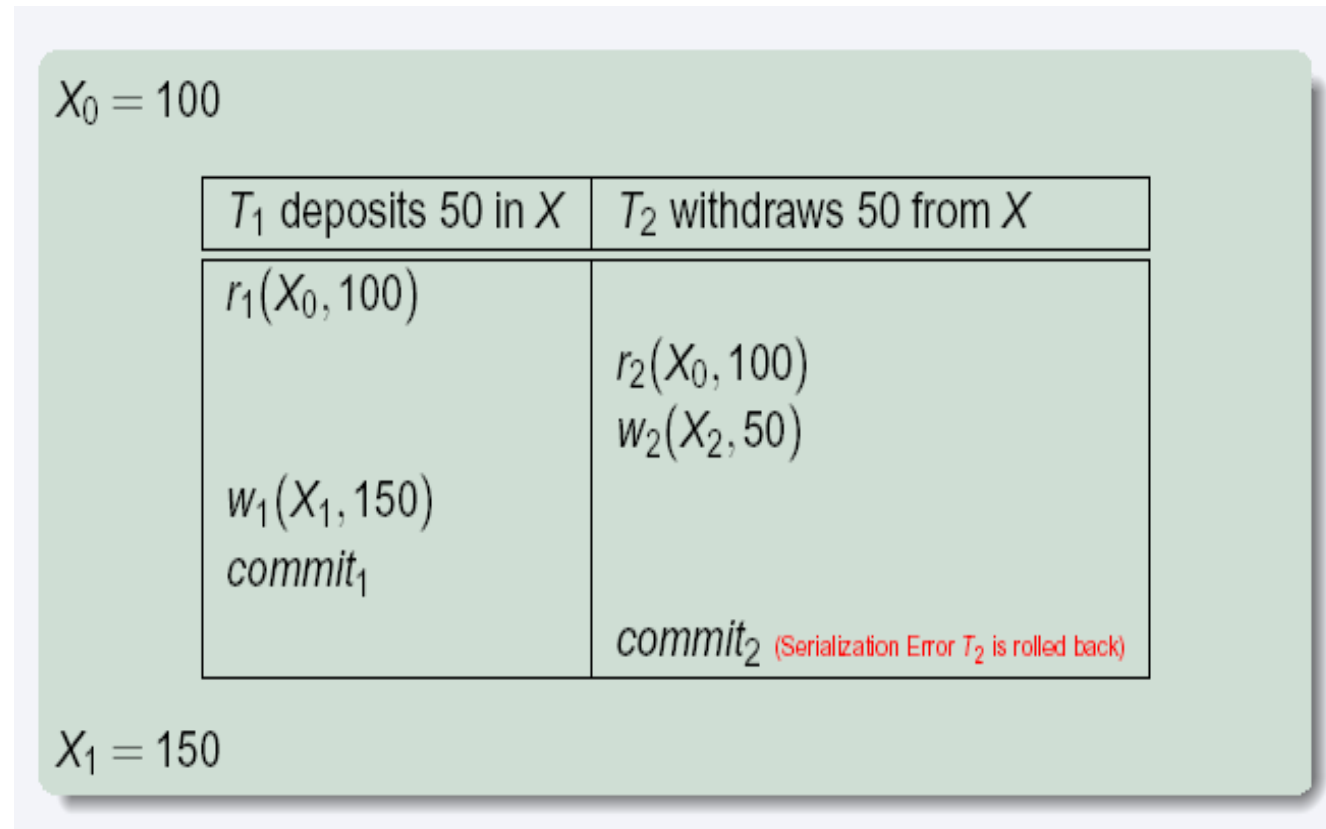 X₀ = 100
T₁ deposits 50 in X T₂ withdraws 50 from X
r₁(X₀, 100)
r₂(X₀, 100)
w₂(X₂, 50)
w₁(X₁, 150)
commit₁
commit₂ (Serialization Error T₂ is rolled back)
X₁ = 150